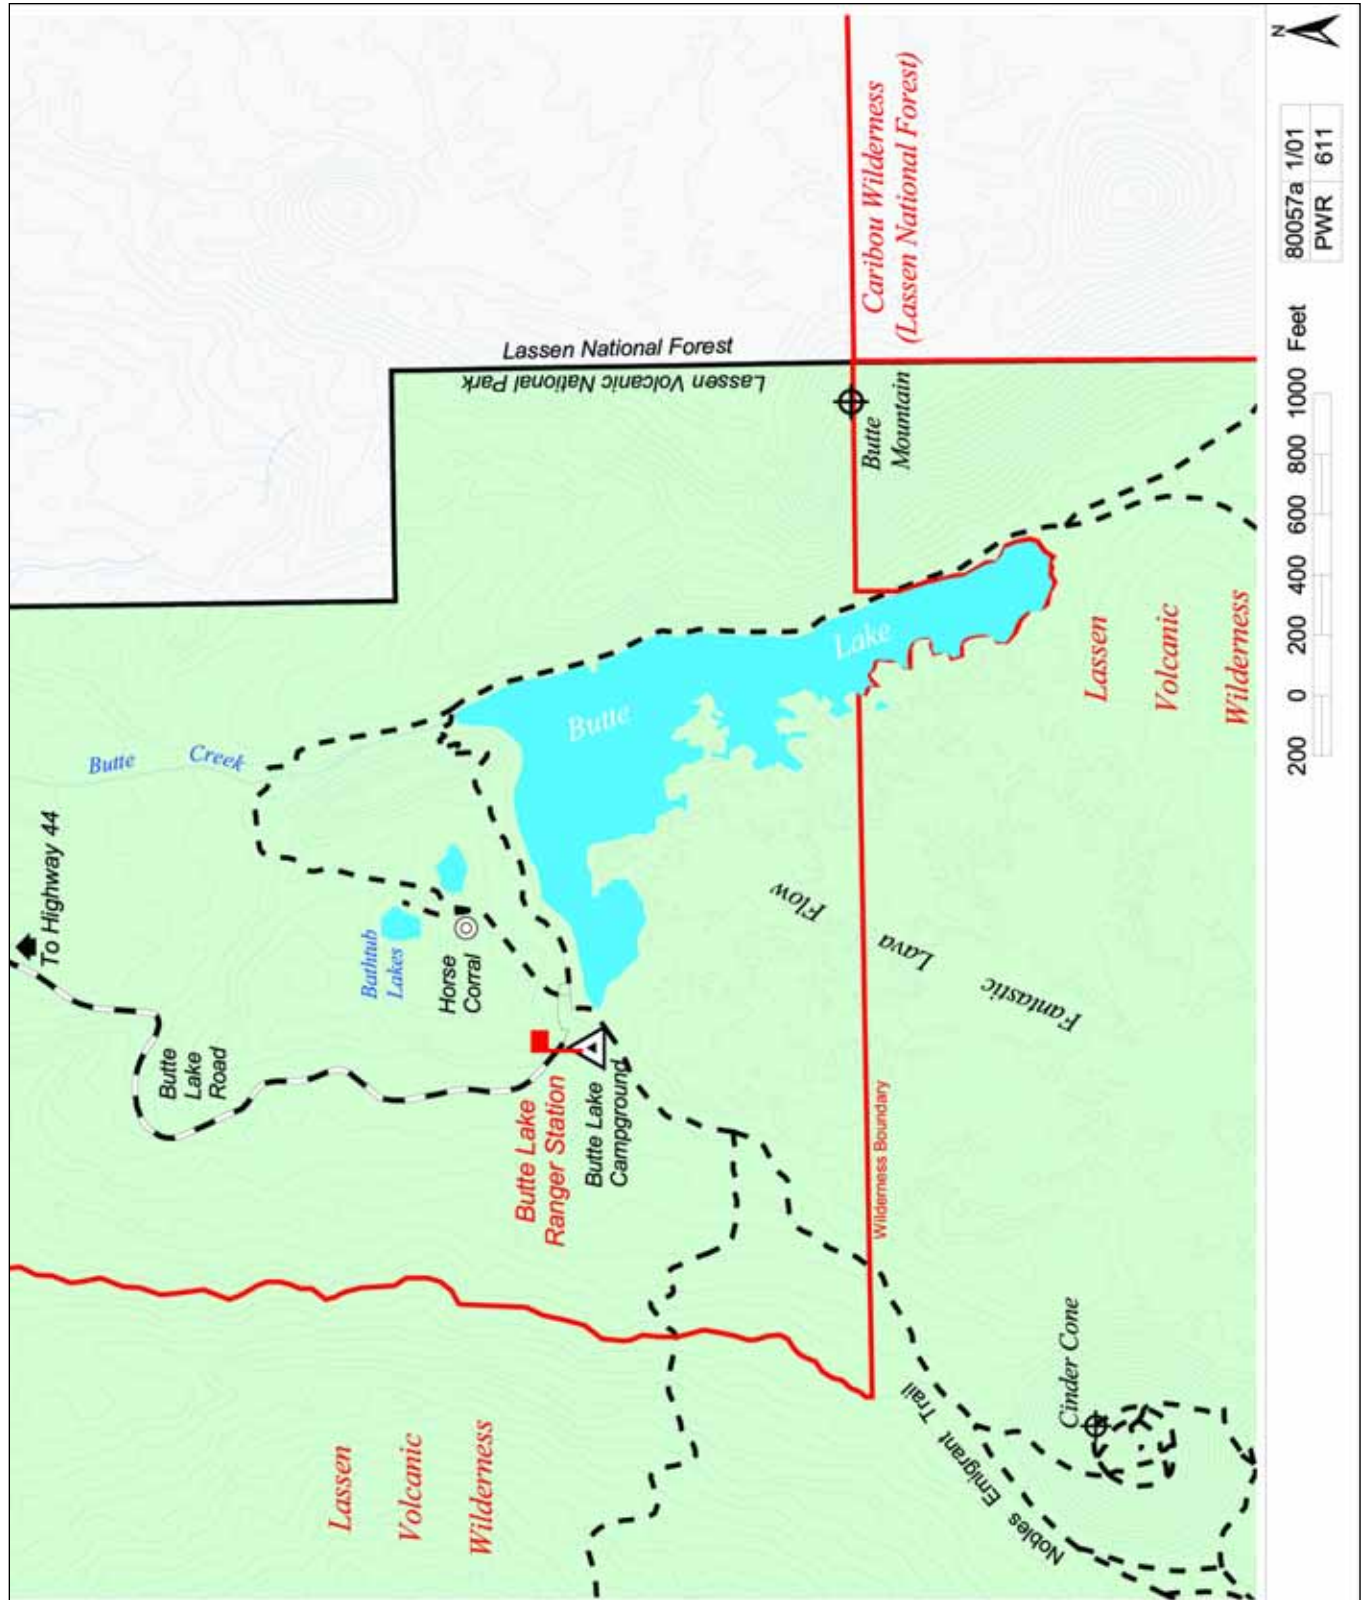 Lassen National Forest
Lassen Volcanic National Park
Caribou Wilderness
(Lassen National Forest)
Butte
Mountain
Butte
Lake
Butte Creek
To Highway 44
Bathtub
Lakes
Horse
Corral
Butte
Lake
Road
Butte Lake
Ranger Station
Butte Lake
Campground
Fantastic
Lava
Flow
Wilderness Boundary
Lassen
Volcanic
Wilderness
Lassen
Volcanic
Wilderness
Cinder Cone
Nobles Emigrant Trail
200 0 200 400 600 800 1000 Feet
80057a 1/01
PWR 611
N